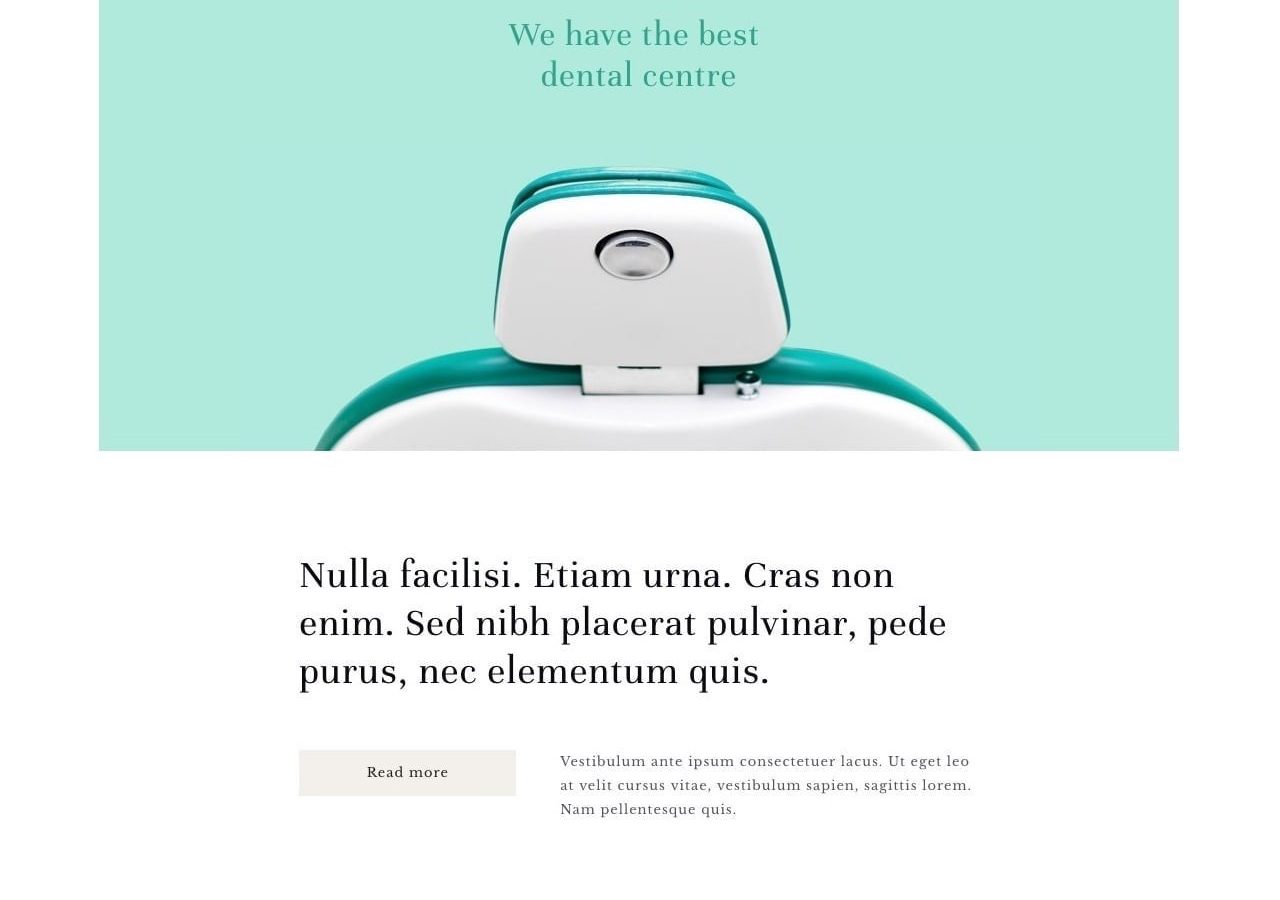 We have the best
dental centre
Nulla facilisi. Etiam urna. Cras non
enim. Sed nibh placerat pulvinar, pede
purus, nec elementum quis.
Read more
Vestibulum ante ipsum consectetuer lacus. Ut eget leo
at velit cursus vitae, vestibulum sapien, sagittis lorem.
Nam pellentesque quis.